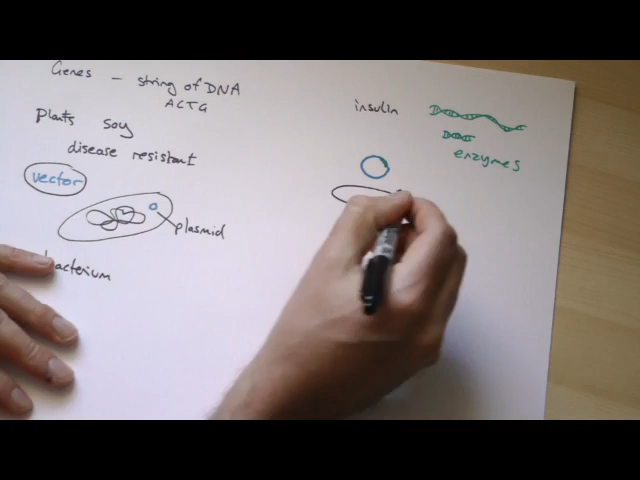 Genes - string of DNA
ACTG
Plants soy
disease resistant
vector
plasmid
bacterium
insulin
enzymes